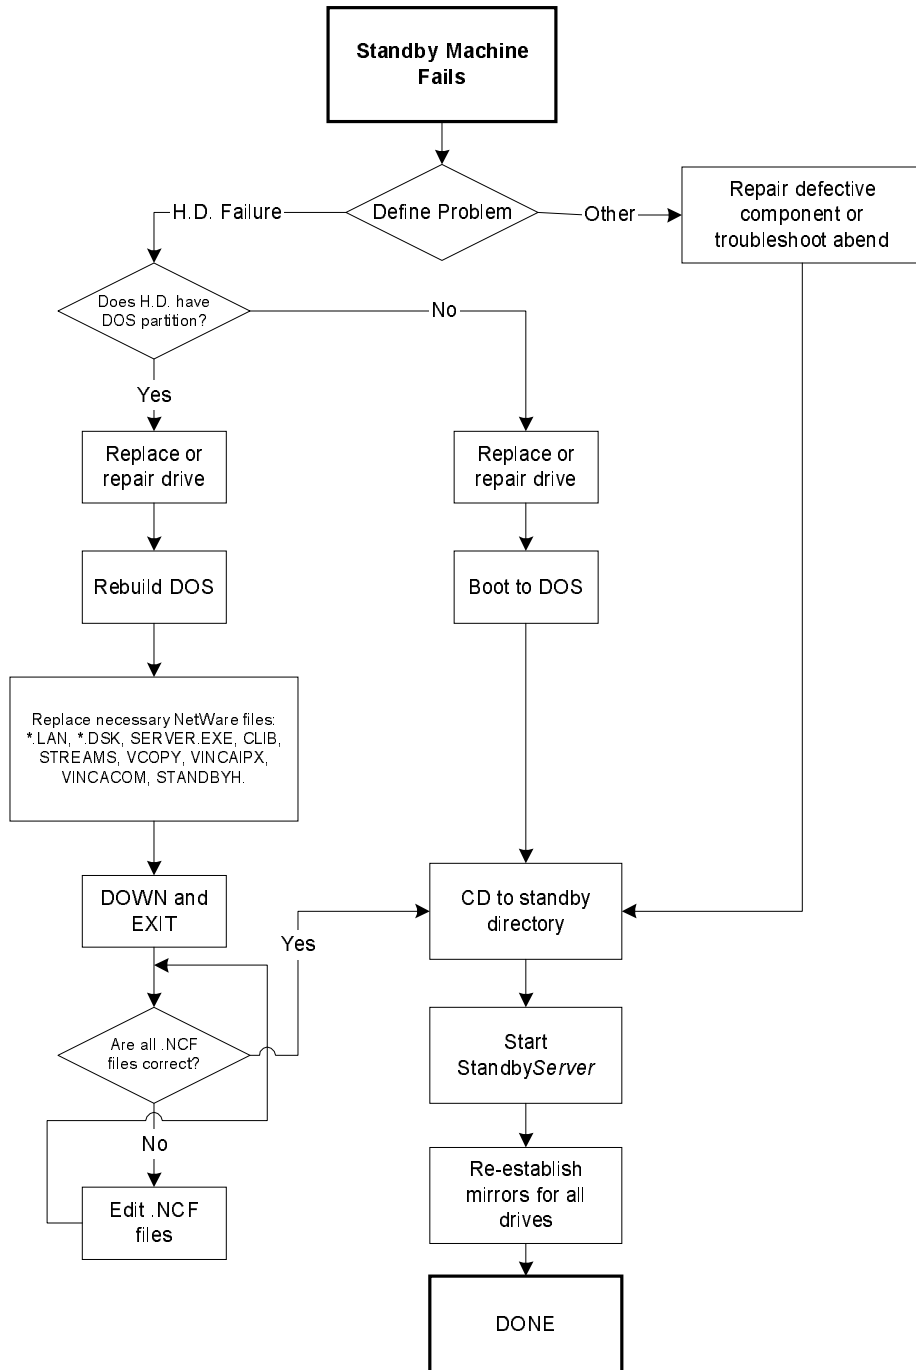 Standby Machine
Fails
Define Problem
H.D. Failure
Other
Repair defective
component or
troubleshoot abend
Does H.D. have
DOS partition?
No
Yes
Replace or
repair drive
Replace or
repair drive
Rebuild DOS
Boot to DOS
Replace necessary NetWare files:
*.LAN, *.DSK, SERVER.EXE, CLIB,
STREAMS, VCOPY, VINCAIPX,
VINCACOM, STANDBYH.
DOWN and
EXIT
Yes
CD to standby
directory
Are all .NCF
files correct?
Start
StandbyServer
No
Edit .NCF
files
Re-establish
mirrors for all
drives
DONE